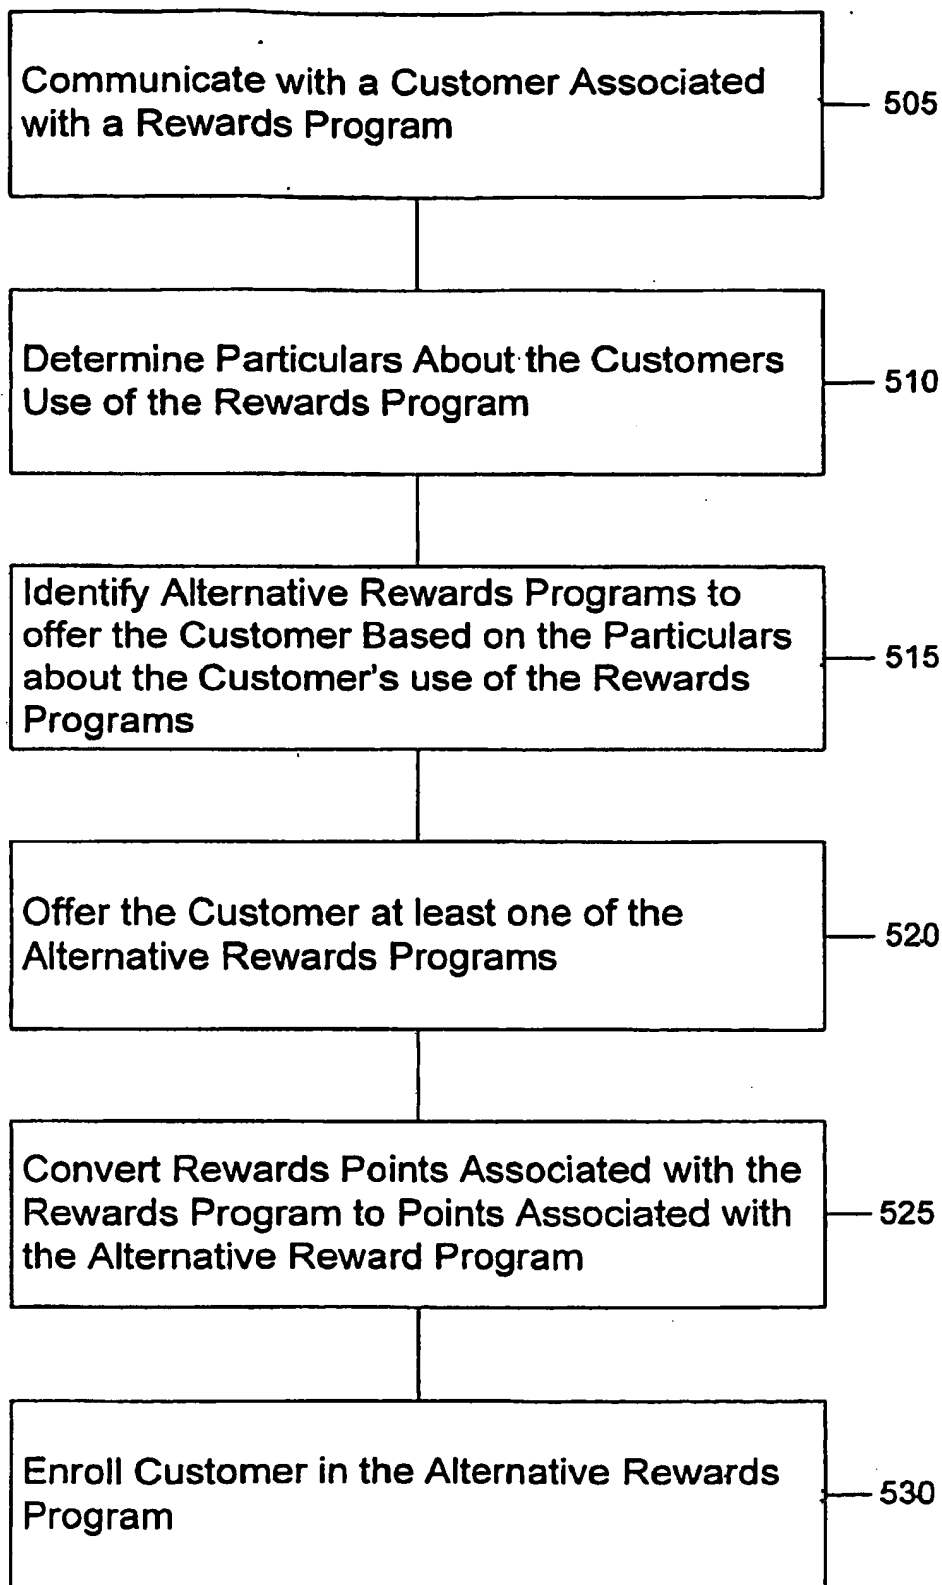 Communicate with a Customer Associated
with a Rewards Program
505
Determine Particulars About the Customers
Use of the Rewards Program
510
Identify Alternative Rewards Programs to
offer the Customer Based on the Particulars
about the Customer's use of the Rewards
Programs
515
Offer the Customer at least one of the
Alternative Rewards Programs
520
Convert Rewards Points Associated with the
Rewards Program to Points Associated with
the Alternative Reward Program
525
Enroll Customer in the Alternative Rewards
Program
530